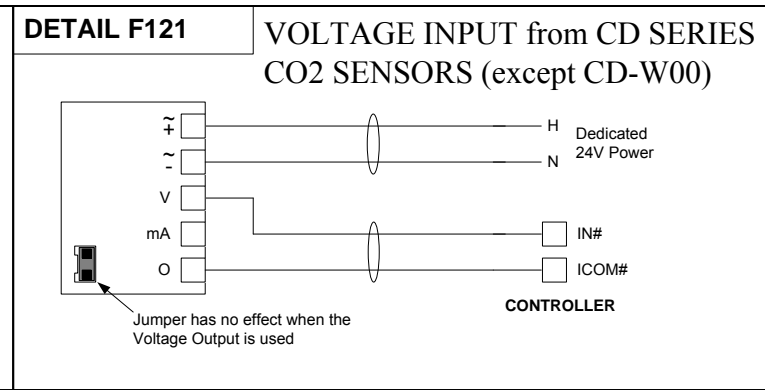 DETAIL F121
VOLTAGE INPUT from CD SERIES
CO2 SENSORS (except CD-W00)
~
+
H
Dedicated
24V Power
~
-
N
V
mA
IN#
O
ICOM#
CONTROLLER
Jumper has no effect when the
Voltage Output is used